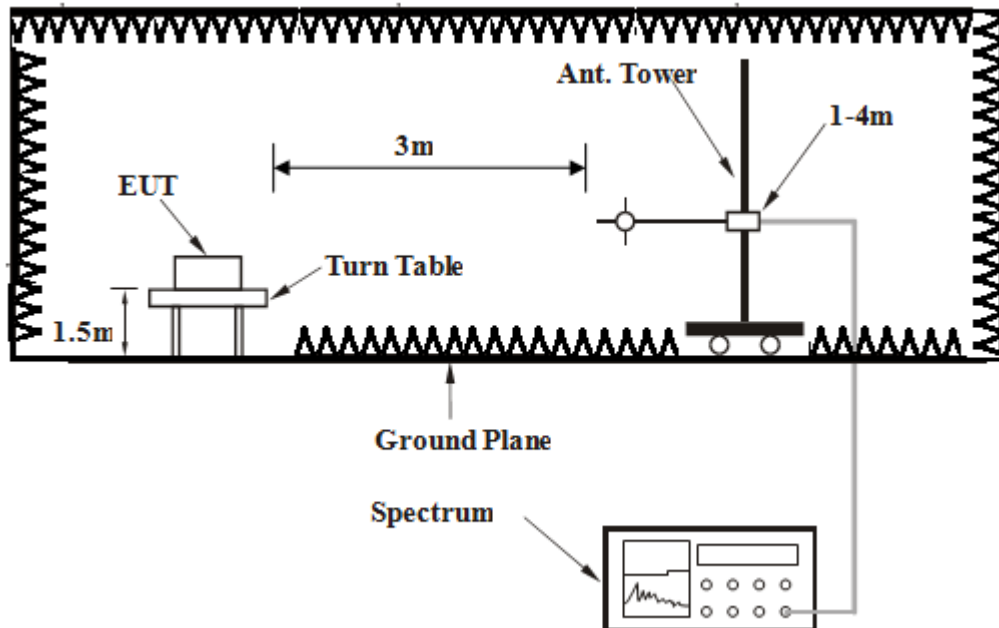 Ant. Tower
1-4m
3m
EUT
Turn Table
1.5m
Ground Plane
Spectrum